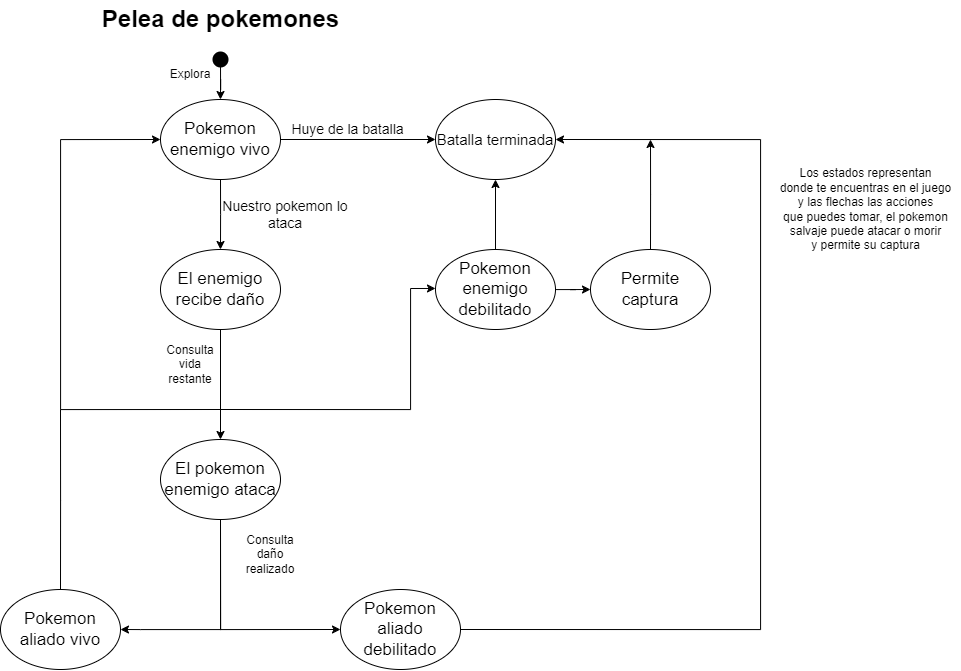 Pelea de pokemones
Explora
Pokemon
enemigo vivo
Huye de la batalla
Batalla terminada
Los estados representan
donde te encuentras en el juego
y las flechas las acciones
que puedes tomar, el pokemon
salvaje puede atacar o morir
y permite su captura
Nuestro pokemon lo
ataca
El enemigo
recibe daño
Pokemon
enemigo
debilitado
Permite
captura
Consulta
vida
restante
El pokemon
enemigo ataca
Consulta
daño
realizado
Pokemon
aliado vivo
Pokemon
aliado
debilitado